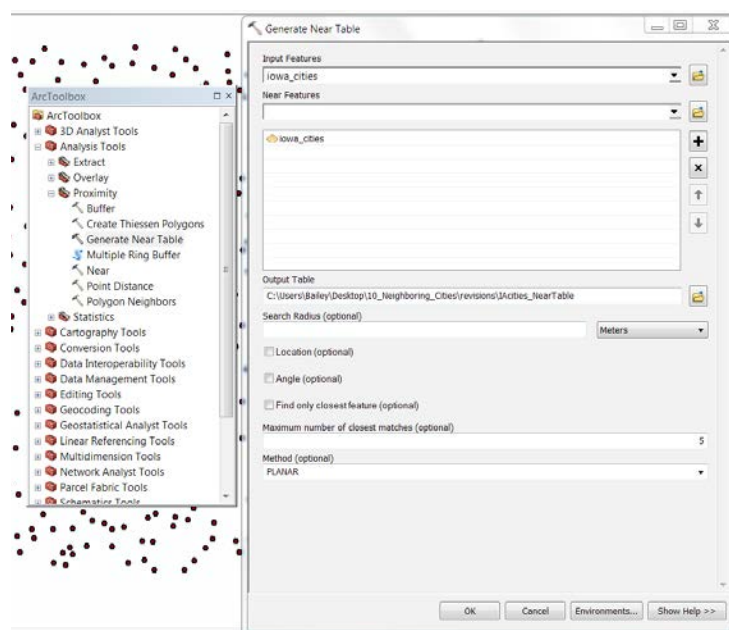 Generate Near Table
Input Features
iowa_cities
Near Features
iowa_cities
Output Table
C:\Users\Bailey\Desktop\10_Neighboring_Cities\revisions\IAcities_NearTable
Search Radius (optional)
Meters
Location (optional)
Angle (optional)
Find only closest feature (optional)
Maximum number of closest matches (optional)
5
Method (optional)
PLANAR
OK
Cancel
Environments...
Show Help >>
ArcToolbox
ArcToolbox
3D Analyst Tools
Analysis Tools
Extract
Overlay
Proximity
Buffer
Create Thiessen Polygons
Generate Near Table
Multiple Ring Buffer
Near
Point Distance
Polygon Neighbors
Statistics
Cartography Tools
Conversion Tools
Data Interoperability Tools
Data Management Tools
Editing Tools
Geocoding Tools
Geostatistical Analyst Tools
Linear Referencing Tools
Multidimension Tools
Network Analyst Tools
Parcel Fabric Tools
Schematics Tools